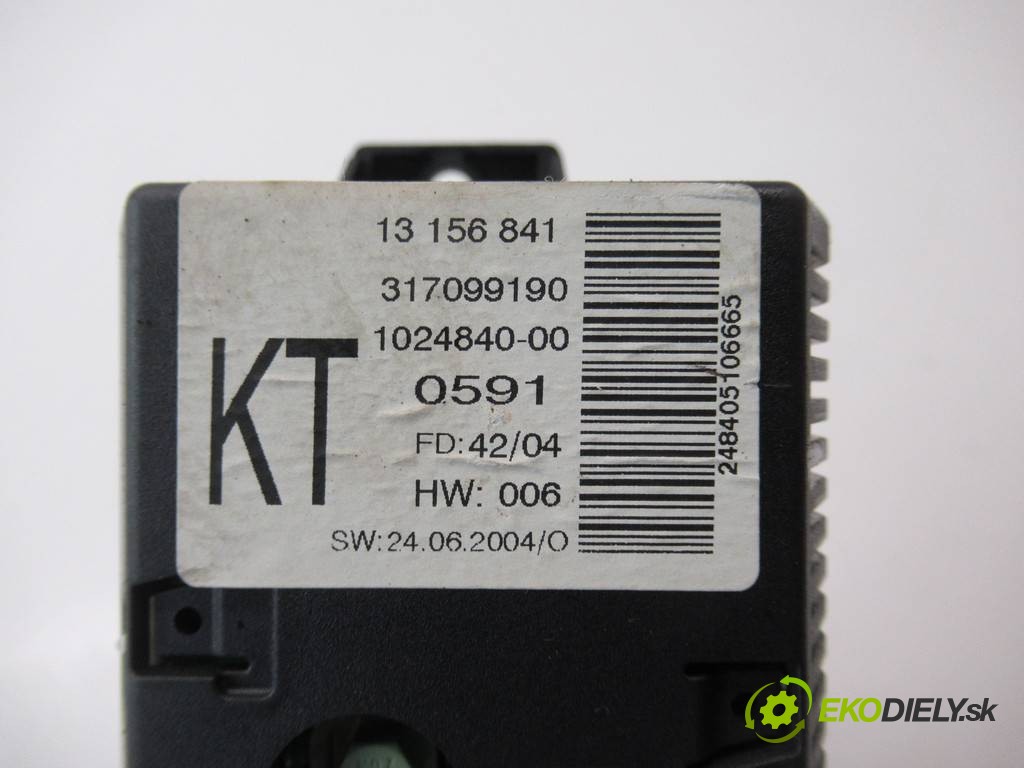 13 156 841
317099190
1024840-00
KT
0591
FD: 42/04
HW: 006
SW:24.06.2004/O
248405106665
EKODIELY.sk